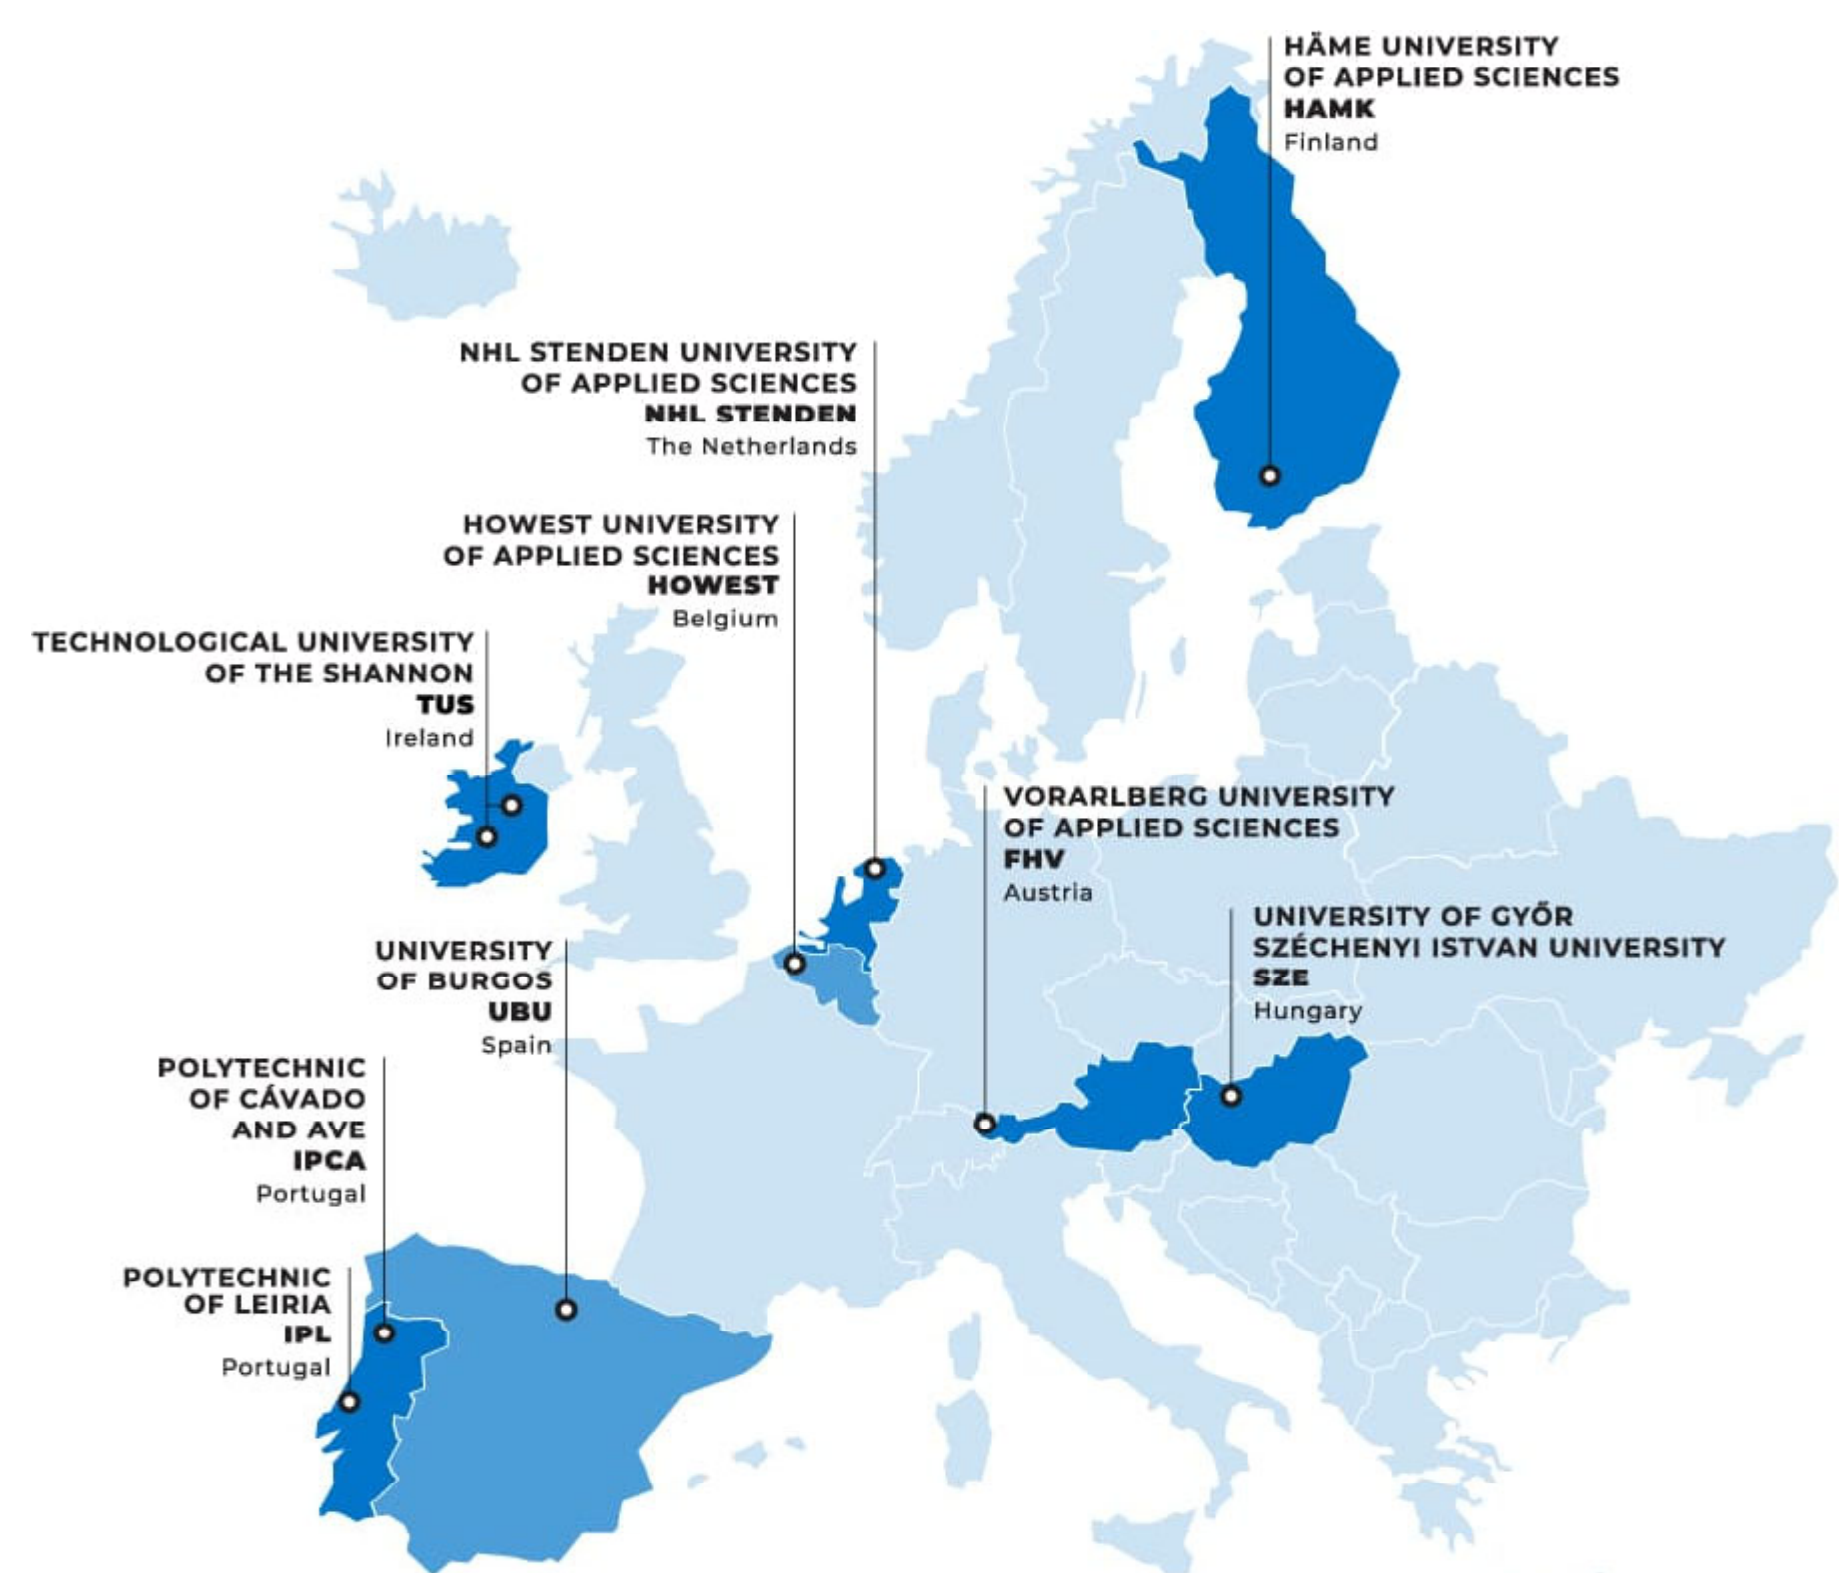 HÄME UNIVERSITY
OF APPLIED SCIENCES
HAMK
Finland
NHL STENDEN UNIVERSITY
OF APPLIED SCIENCES
NHL STENDEN
The Netherlands
HOWEST UNIVERSITY
OF APPLIED SCIENCES
HOWEST
Belgium
TECHNOLOGICAL UNIVERSITY
OF THE SHANNON
TUS
Ireland
VORARLBERG UNIVERSITY
OF APPLIED SCIENCES
FHV
Austria
UNIVERSITY OF GYŐR
SZÉCHENYI ISTVAN UNIVERSITY
SZE
Hungary
UNIVERSITY
OF BURGOS
UBU
Spain
POLYTECHNIC
OF CÁVADO
AND AVE
IPCA
Portugal
POLYTECHNIC
OF LEIRIA
IPL
Portugal